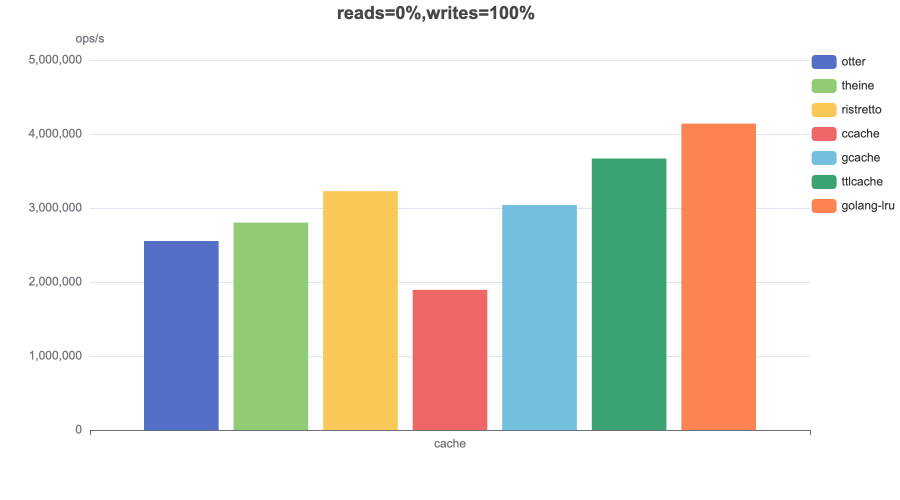 reads=0%,writes=100%
ops/s
5,000,000
4,000,000
3,000,000
2,000,000
1,000,000
0
cache
otter
theine
ristretto
ccache
gcache
ttlcache
golang-lru